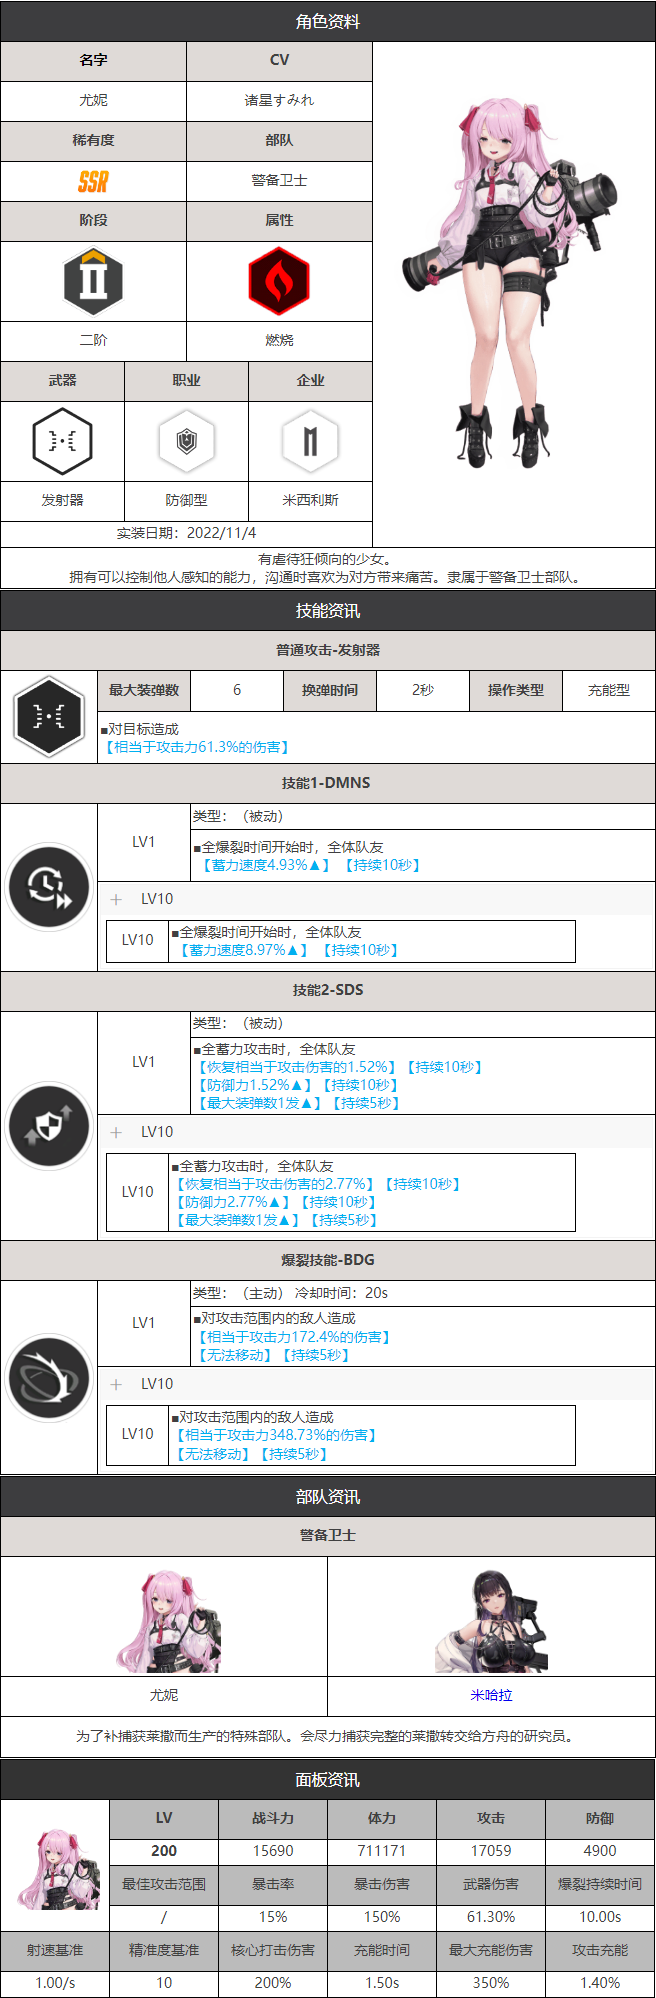 角色资料
名字
CV
尤妮
诸星すみれ
稀有度
部队
SSR
警备卫士
阶段
属性
二阶
燃烧
武器
职业
企业
发射器
防御型
米西利斯
实装日期：2022/11/4
有虐待狂倾向的少女。
拥有可以控制他人感知的能力，沟通时喜欢为对方带来痛苦。隶属于警备卫士部队。
技能资讯
普通攻击-发射器
最大装弹数
6
换弹时间
2秒
操作类型
充能型
■对目标造成
【相当于攻击力61.3%的伤害】
技能1-DMNS
LV1
类型：（被动）
■全爆裂时间开始时，全体队友
【蓄力速度4.93%▲】 【持续10秒】
＋ LV10
LV10
■全爆裂时间开始时，全体队友
【蓄力速度8.97%▲】 【持续10秒】
技能2-SDS
LV1
类型：（被动）
■全蓄力攻击时，全体队友
【恢复相当于攻击伤害的1.52%】【持续10秒】
【防御力1.52%▲】【持续10秒】
【最大装弹数1发▲】【持续5秒】
＋ LV10
LV10
■全蓄力攻击时，全体队友
【恢复相当于攻击伤害的2.77%】【持续10秒】
【防御力2.77%▲】【持续10秒】
【最大装弹数1发▲】【持续5秒】
爆裂技能-BDG
LV1
类型：（主动） 冷却时间：20s
■对攻击范围内的敌人造成
【相当于攻击力172.4%的伤害】
【无法移动】【持续5秒】
＋ LV10
LV10
■对攻击范围内的敌人造成
【相当于攻击力348.73%的伤害】
【无法移动】【持续5秒】
部队资讯
警备卫士
尤妮
米哈拉
为了补捕获莱撒而生产的特殊部队。会尽力捕获完整的莱撒转交给方舟的研究员。
面板资讯
LV
战斗力
体力
攻击
防御
200
15690
711171
17059
4900
最佳攻击范围
暴击率
暴击伤害
武器伤害
爆裂持续时间
/
15%
150%
61.30%
10.00s
射速基准
精准度基准
核心打击伤害
充能时间
最大充能伤害
攻击充能
1.00/s
10
200%
1.50s
350%
1.40%